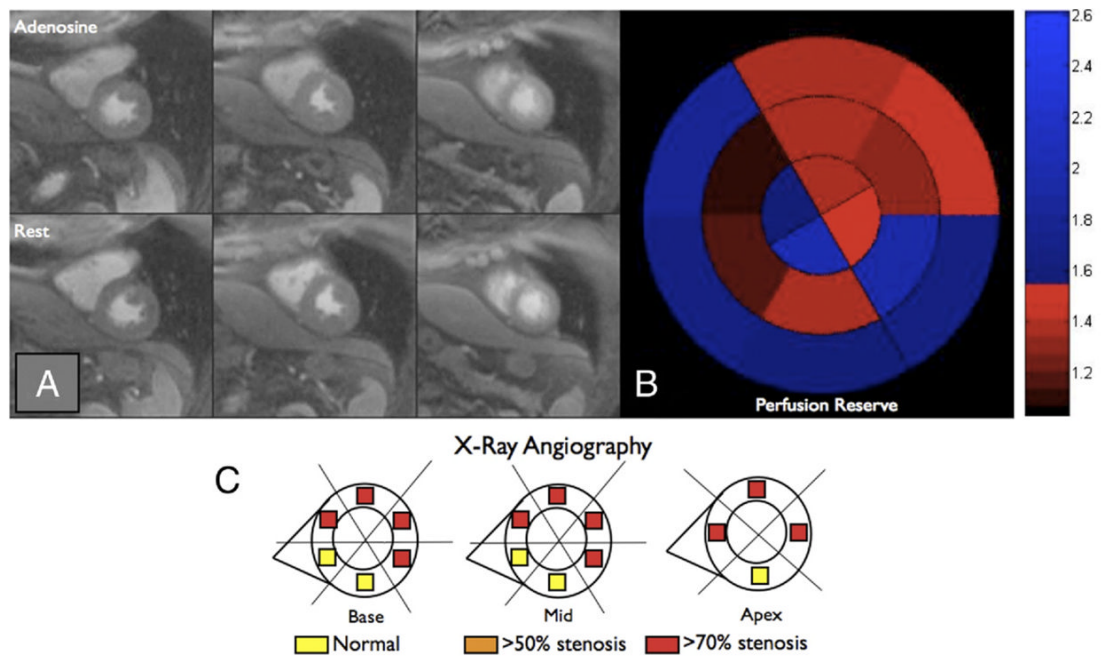 Adenosine
Rest
A
B
Perfusion Reserve
2.6
2.4
2.2
2
1.8
1.6
1.4
1.2
X-Ray Angiography
C
Base
Mid
Apex
Normal
>50% stenosis
>70% stenosis